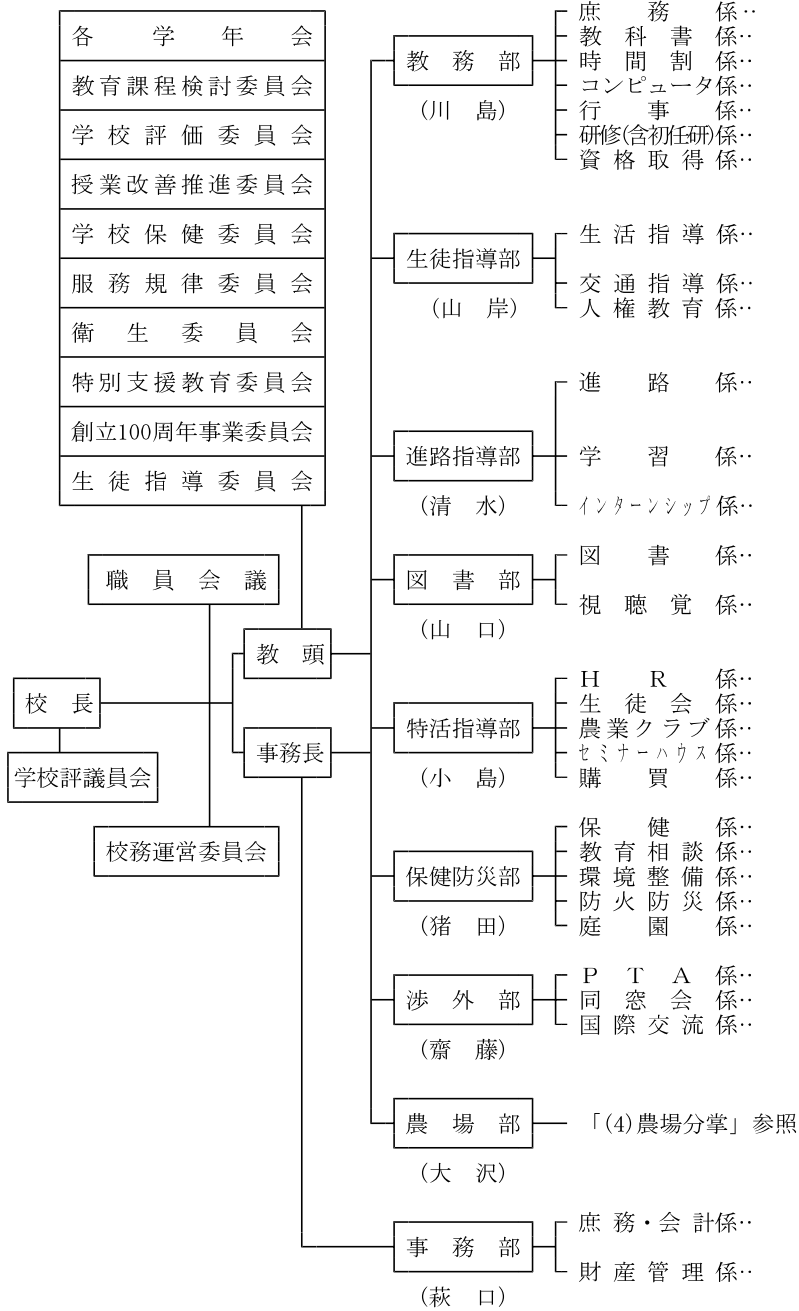 各学年会
教育課程検討委員会
学校評価委員会
授業改善推進委員会
学校保健委員会
服務規律委員会
衛生委員会
特別支援教育委員会
創立100周年事業委員会
生徒指導委員会
職員会議
教頭
校長
事務長
学校評議員会
校務運営委員会
教務部
(川島)
庶務係‥
教科書係‥
時間割係‥
コンピュータ係‥
行事係‥
研修(含初任研)係‥
資格取得係‥
生徒指導部
(山岸)
生活指導係‥
交通指導係‥
人権教育係‥
進路指導部
(清水)
進路係‥
学習係‥
インターンシップ係‥
図書部
(山口)
図書係‥
視聴覚係‥
特活指導部
(小島)
HR係‥
生徒会係‥
農業クラブ係‥
セミナーハウス係‥
購買係‥
保健防災部
(猪田)
保健係‥
教育相談係‥
環境整備係‥
防火防災係‥
庭園係‥
渉外部
(齋藤)
PTA係‥
同窓会係‥
国際交流係‥
農場部
(大沢)
「(4)農場分掌」参照
事務部
(萩口)
庶務・会計係‥
財産管理係‥